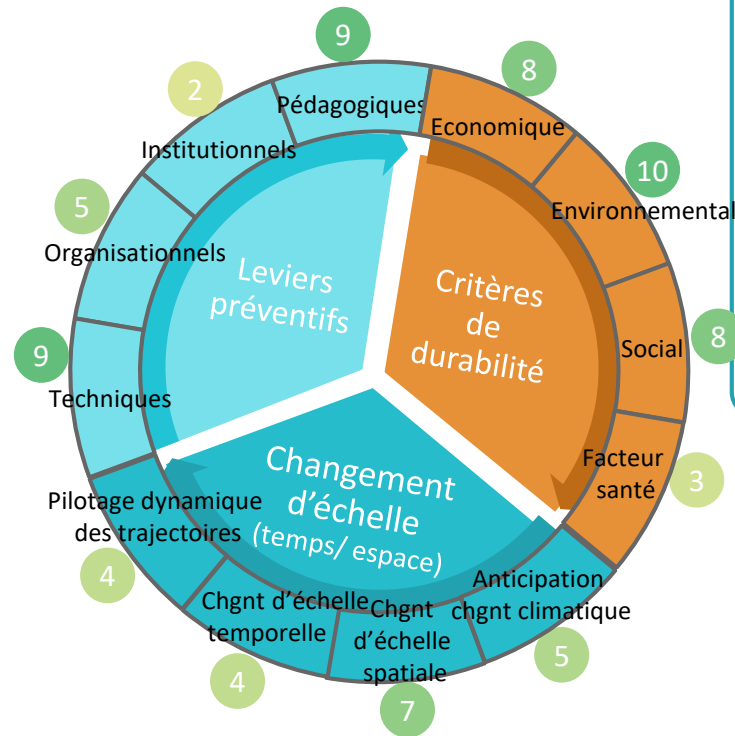 9
Pédagogiques
8
Economique
10
Environnemental
8
Social
3
Facteur
santé
5
Anticipation
chgnt climatique
7
Chgnt
d'échelle
spatiale
4
Chgnt d'échelle
temporelle
4
Pilotage dynamique
des trajectoires
9
Techniques
5
Organisationnels
2
Institutionnels
Leviers
préventifs
Critères
de
durabilité
Changement
d'échelle
(temps/ espace)